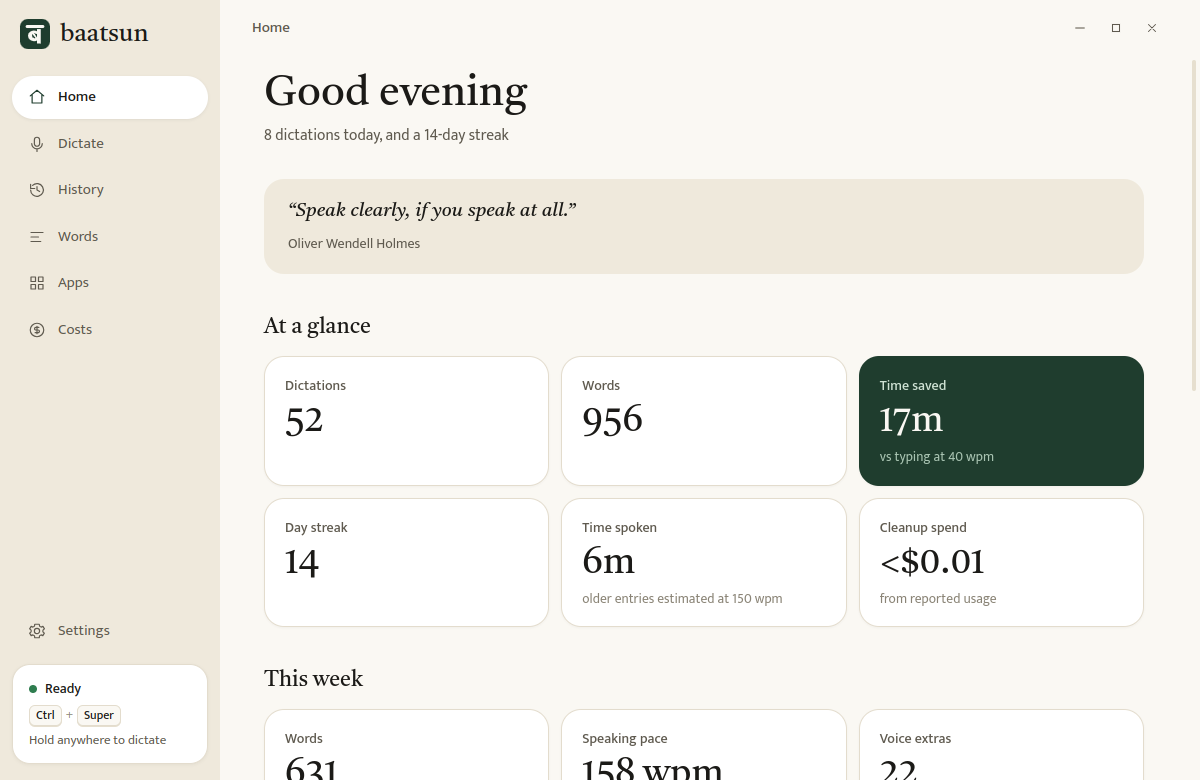 ब baatsun
Home
Home
Dictate
History
Words
Apps
Costs
Settings
Ready
Ctrl + Super
Hold anywhere to dictate
Good evening
8 dictations today, and a 14-day streak
“Speak clearly, if you speak at all.”
Oliver Wendell Holmes
At a glance
Dictations
52
Words
956
Time saved
17m
vs typing at 40 wpm
Day streak
14
Time spoken
6m
older entries estimated at 150 wpm
Cleanup spend
<$0.01
from reported usage
This week
Words
631
Speaking pace
158 wpm
Voice extras
22